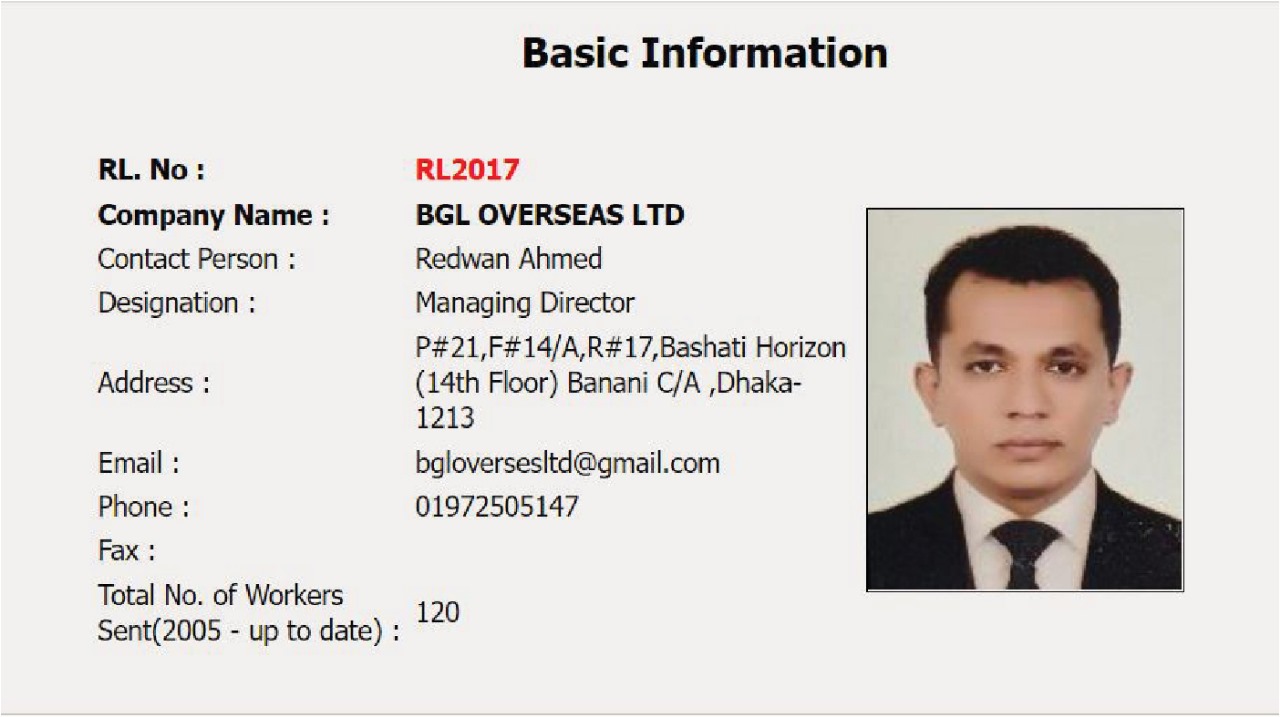 Basic Information
RL. No : RL2017
Company Name : BGL OVERSEAS LTD
Contact Person : Redwan Ahmed
Designation : Managing Director
Address : P#21,F#14/A,R#17,Bashati Horizon
(14th Floor) Banani C/A ,Dhaka-
1213
Email : bgloversesltd@gmail.com
Phone : 01972505147
Fax :
Total No. of Workers
Sent(2005 - up to date) : 120